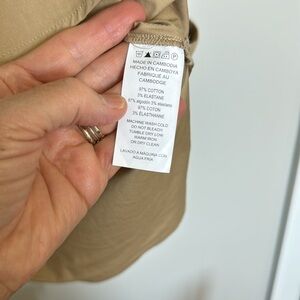 MADE IN CAMBODIA
HECHO EN CAMBOYA
FABRIQUÉ AU
CAMBODGE
97% COTTON
3% ELASTANE
97% algodón 3% elastano
97% COTON
3% ÉLASTHANNE
MACHINE WASH COLD
DO NOT BLEACH
TUMBLE DRY LOW
WARM IRON
OR DRY CLEAN
LAVADO A MÁQUINA CON
AGUA FRÍA